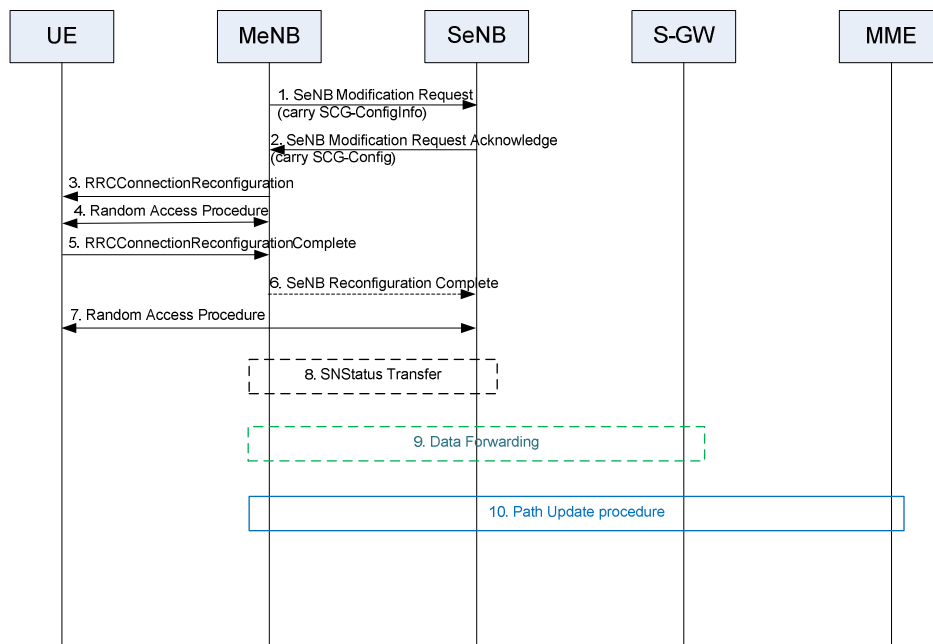 UE
MeNB
SeNB
S-GW
MME
1. SeNB Modification Request
(carry SCG-ConfigInfo)
2. SeNB Modification Request Acknowledge
(carry SCG-Config)
3. RRCConnectionReconfiguration
4. Random Access Procedure
5. RRCConnectionReconfigurationComplete
6. SeNB Reconfiguration Complete
7. Random Access Procedure
8. SNStatus Transfer
9. Data Forwarding
10. Path Update procedure